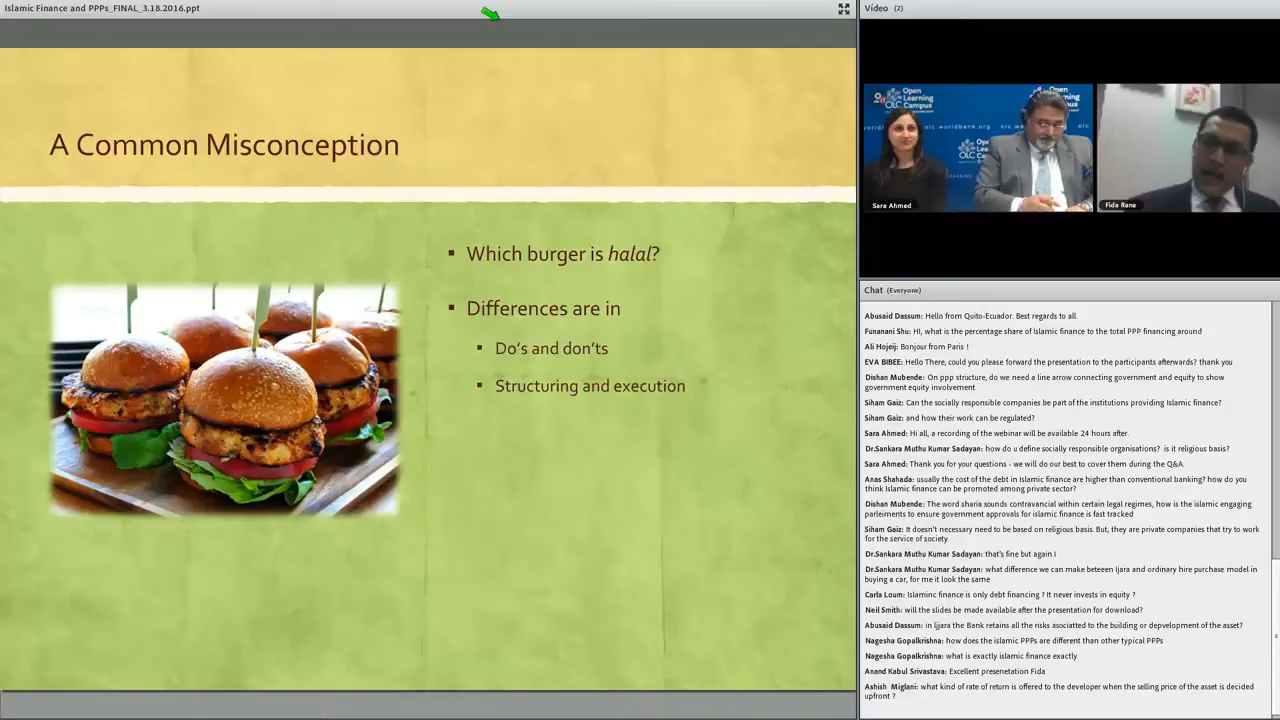 Islamic Finance and PPPs_FINAL_3.18.2016.ppt
A Common Misconception
▪ Which burger is halal?
▪ Differences are in
▪ Do's and don'ts
▪ Structuring and execution
Vídeo (2)
Open
Learning
Campus
OLC
olc.worldbank.org
olc
Open
Learning
OLC
LEARNING
Sara Ahmed
Fida Rana
Chat (Everyone)
Abusaid Dassum: Hello from Quito-Ecuador. Best regards to all.
Funanani Shu: HI, what is the percentage share of Islamic finance to the total PPP financing around
Ali Hojeij: Bonjour from Paris !
EVA BIBEE: Hello There, could you please forward the presentation to the participants afterwards? thank you
Dishan Mubende: On ppp structure, do we need a line arrow connecting government and equity to show
government equity involvement
Siham Gaiz: Can the socially responsible companies be part of the institutions providing Islamic finance?
Siham Gaiz: and how their work can be regulated?
Sara Ahmed: Hi all, a recording of the webinar will be available 24 hours after.
Dr.Sankara Muthu Kumar Sadayan: how do u define socially responsible organisations? is it religious basis?
Sara Ahmed: Thank you for your questions - we will do our best to cover them during the Q&A.
Anas Shahada: usually the cost of the debt in Islamic finance are higher than conventional banking? how do you
think Islamic finance can be promoted among private sector?
Dishan Mubende: The word sharia sounds contravancial within certain legal regimes, how is the islamic engaging
parleiments to ensure government approvals for islamic finance is fast tracked
Siham Gaiz: It doesn't necessary need to be based on religious basis. But, they are private companies that try to work
for the service of society.
Dr.Sankara Muthu Kumar Sadayan: that's fine but again i
Dr.Sankara Muthu Kumar Sadayan: what difference we can make beteeen Ijara and ordinary hire purchase model in
buying a car, for me it look the same
Carla Loum: Islaminc finance is only debt financing ? It never invests in equity ?
Neil Smith: will the slides be made available after the presentation for download?
Abusaid Dassum: in Ijjara the Bank retains all the risks asociatted to the building or depvelopment of the asset?
Nagesha Gopalkrishna: how does the islamic PPPs are different than other typical PPPs
Nagesha Gopalkrishna: what is exactly islamic finance exactly
Anand Kabul Srivastava: Excellent presenetation Fida
Ashish Miglani: what kind of rate of return is offered to the developer when the selling price of the asset is decided
upfront ?